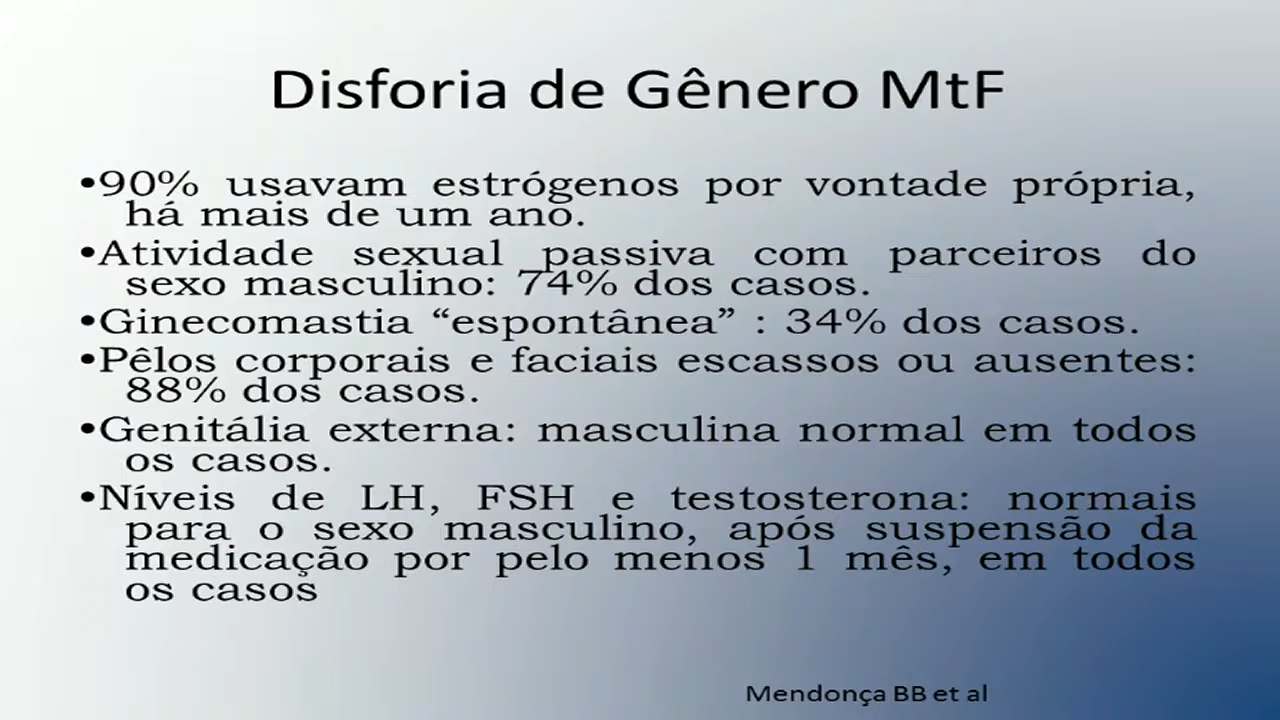 Disforia de Gênero MtF
•90% usavam estrógenos por vontade própria,
há mais de um ano.
•Atividade sexual passiva com parceiros do
sexo masculino: 74% dos casos.
•Ginecomastia “espontânea” : 34% dos casos.
•Pêlos corporais e faciais escassos ou ausentes:
88% dos casos.
•Genitália externa: masculina normal em todos
os casos.
•Níveis de LH, FSH e testosterona: normais
para o sexo masculino, após suspensão da
medicação por pelo menos 1 mês, em todos
os casos
Mendonça BB et al